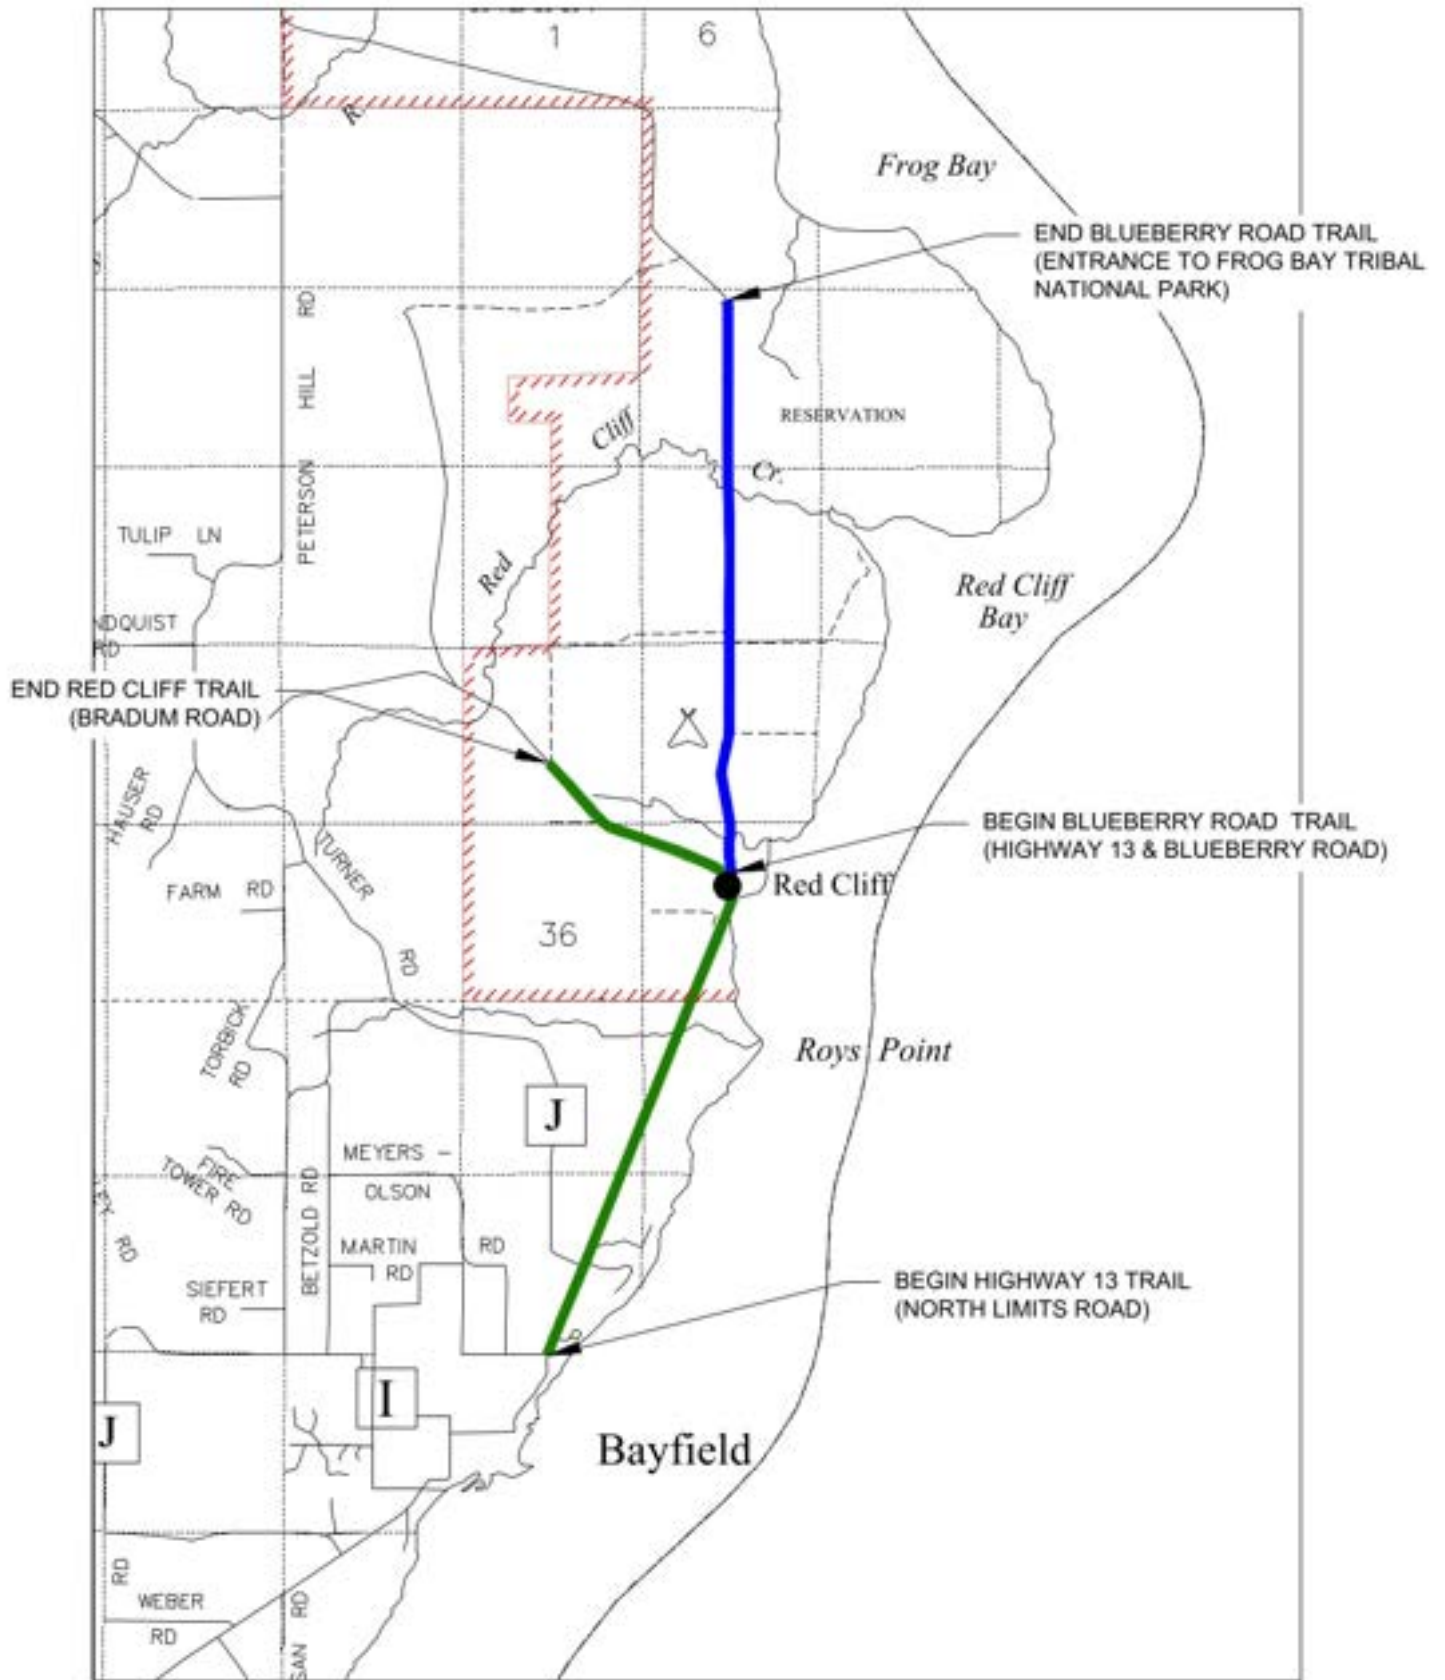 1
6
R.
Frog Bay
END BLUEBERRY ROAD TRAIL
(ENTRANCE TO FROG BAY TRIBAL
NATIONAL PARK)
PETERSON HILL RD
RESERVATION
Red Cliff Cr.
TULIP LN
NDQUIST
RD
Red Cliff
Bay
END RED CLIFF TRAIL
(BRADUM ROAD)
HAUSER
RD
TURNER RD
BEGIN BLUEBERRY ROAD TRAIL
(HIGHWAY 13 & BLUEBERRY ROAD)
Red Cliff
FARM RD
36
TORBICK
RD
Roys Point
J
MEYERS –
OLSON
FIRE
TOWER RD
BETZOLD RD
EY RD
MARTIN
RD
RD
SIEFERT
RD
BEGIN HIGHWAY 13 TRAIL
(NORTH LIMITS ROAD)
I
J
Bayfield
RD
WEBER
RD
SAN RD